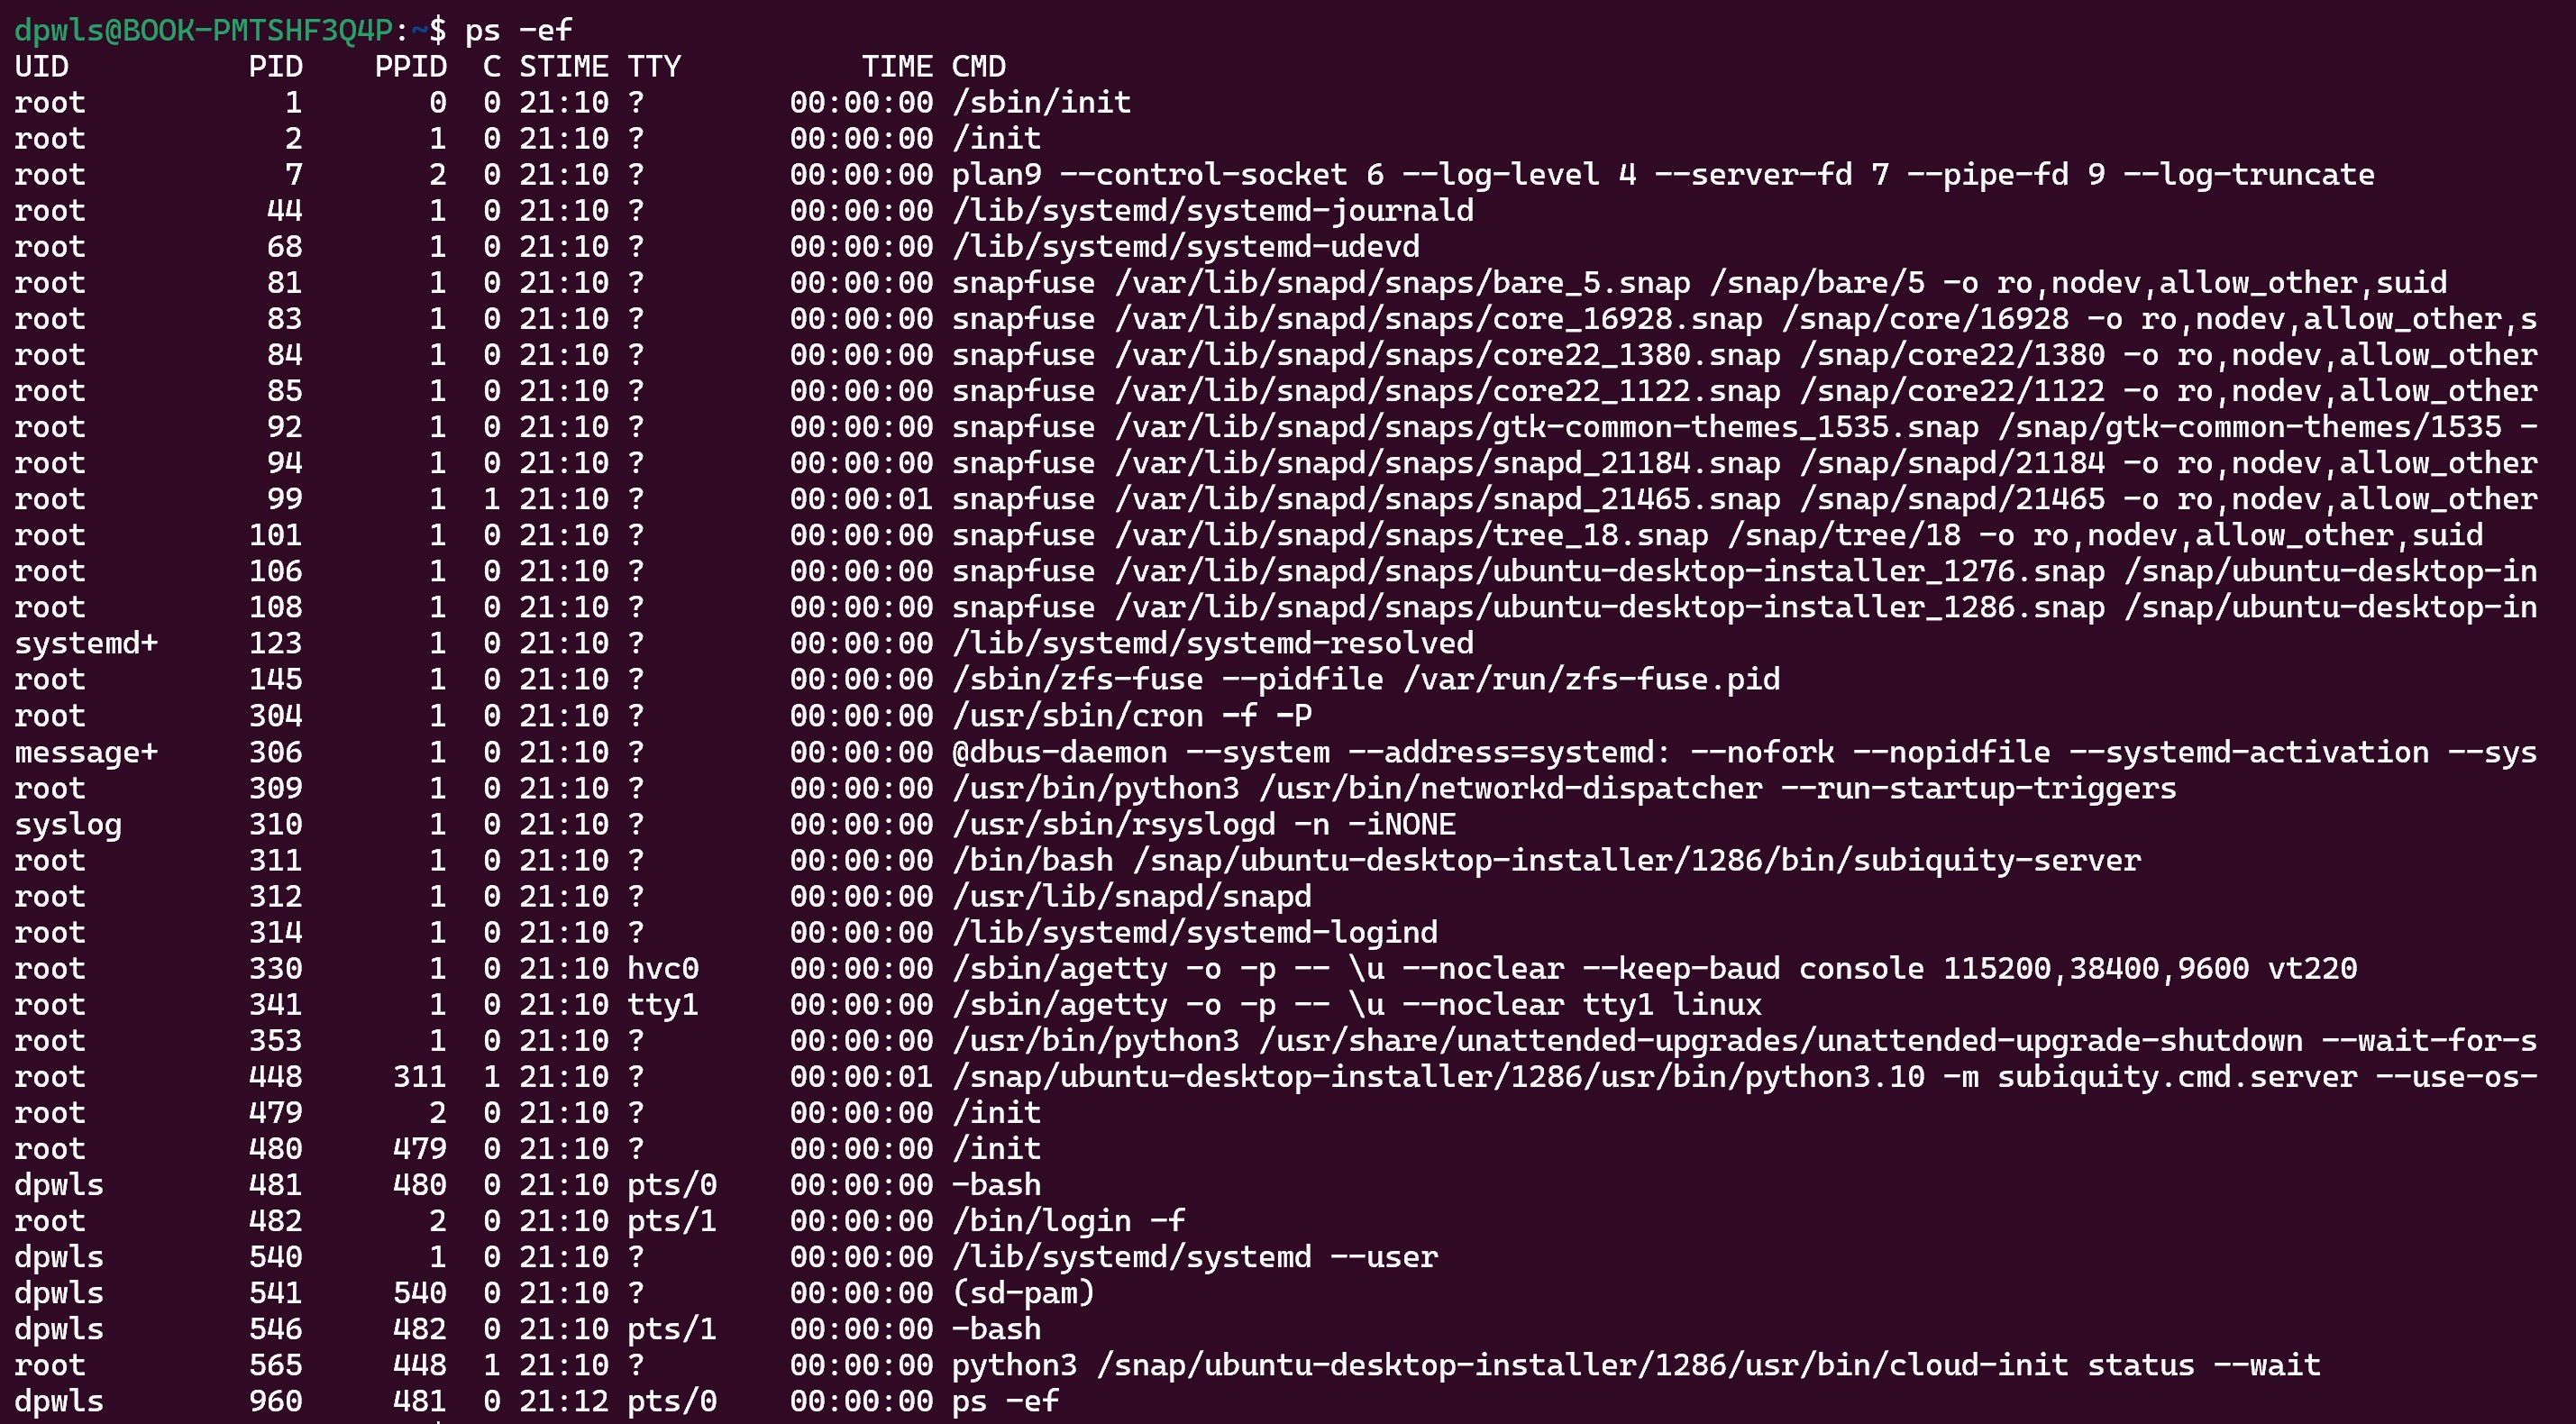 dpwls@BOOK-PMTSHF3Q4P:~$ ps -ef
UID          PID    PPID  C STIME TTY          TIME CMD
root           1       0  0 21:10 ?        00:00:00 /sbin/init
root           2       1  0 21:10 ?        00:00:00 /init
root           7       2  0 21:10 ?        00:00:00 plan9 --control-socket 6 --log-level 4 --server-fd 7 --pipe-fd 9 --log-truncate
root          44       1  0 21:10 ?        00:00:00 /lib/systemd/systemd-journald
root          68       1  0 21:10 ?        00:00:00 /lib/systemd/systemd-udevd
root          81       1  0 21:10 ?        00:00:00 snapfuse /var/lib/snapd/snaps/bare_5.snap /snap/bare/5 -o ro,nodev,allow_other,suid
root          83       1  0 21:10 ?        00:00:00 snapfuse /var/lib/snapd/snaps/core_16928.snap /snap/core/16928 -o ro,nodev,allow_other,s
root          84       1  0 21:10 ?        00:00:00 snapfuse /var/lib/snapd/snaps/core22_1380.snap /snap/core22/1380 -o ro,nodev,allow_other
root          85       1  0 21:10 ?        00:00:00 snapfuse /var/lib/snapd/snaps/core22_1122.snap /snap/core22/1122 -o ro,nodev,allow_other
root          92       1  0 21:10 ?        00:00:00 snapfuse /var/lib/snapd/snaps/gtk-common-themes_1535.snap /snap/gtk-common-themes/1535 -
root          94       1  0 21:10 ?        00:00:00 snapfuse /var/lib/snapd/snaps/snapd_21184.snap /snap/snapd/21184 -o ro,nodev,allow_other
root          99       1  1 21:10 ?        00:00:01 snapfuse /var/lib/snapd/snaps/snapd_21465.snap /snap/snapd/21465 -o ro,nodev,allow_other
root         101       1  0 21:10 ?        00:00:00 snapfuse /var/lib/snapd/snaps/tree_18.snap /snap/tree/18 -o ro,nodev,allow_other,suid
root         106       1  0 21:10 ?        00:00:00 snapfuse /var/lib/snapd/snaps/ubuntu-desktop-installer_1276.snap /snap/ubuntu-desktop-in
root         108       1  0 21:10 ?        00:00:00 snapfuse /var/lib/snapd/snaps/ubuntu-desktop-installer_1286.snap /snap/ubuntu-desktop-in
systemd+     123       1  0 21:10 ?        00:00:00 /lib/systemd/systemd-resolved
root         145       1  0 21:10 ?        00:00:00 /sbin/zfs-fuse --pidfile /var/run/zfs-fuse.pid
root         304       1  0 21:10 ?        00:00:00 /usr/sbin/cron -f -P
message+     306       1  0 21:10 ?        00:00:00 @dbus-daemon --system --address=systemd: --nofork --nopidfile --systemd-activation --sys
root         309       1  0 21:10 ?        00:00:00 /usr/bin/python3 /usr/bin/networkd-dispatcher --run-startup-triggers
syslog       310       1  0 21:10 ?        00:00:00 /usr/sbin/rsyslogd -n -iNONE
root         311       1  0 21:10 ?        00:00:00 /bin/bash /snap/ubuntu-desktop-installer/1286/bin/subiquity-server
root         312       1  0 21:10 ?        00:00:00 /usr/lib/snapd/snapd
root         314       1  0 21:10 ?        00:00:00 /lib/systemd/systemd-logind
root         330       1  0 21:10 hvc0     00:00:00 /sbin/agetty -o -p -- \u --noclear --keep-baud console 115200,38400,9600 vt220
root         341       1  0 21:10 tty1     00:00:00 /sbin/agetty -o -p -- \u --noclear tty1 linux
root         353       1  0 21:10 ?        00:00:00 /usr/bin/python3 /usr/share/unattended-upgrades/unattended-upgrade-shutdown --wait-for-s
root         448     311  1 21:10 ?        00:00:01 /snap/ubuntu-desktop-installer/1286/usr/bin/python3.10 -m subiquity.cmd.server --use-os-
root         479       2  0 21:10 ?        00:00:00 /init
root         480     479  0 21:10 ?        00:00:00 /init
dpwls        481     480  0 21:10 pts/0    00:00:00 -bash
root         482       2  0 21:10 pts/1    00:00:00 /bin/login -f
dpwls        540       1  0 21:10 ?        00:00:00 /lib/systemd/systemd --user
dpwls        541     540  0 21:10 ?        00:00:00 (sd-pam)
dpwls        546     482  0 21:10 pts/1    00:00:00 -bash
root         565     448  1 21:10 ?        00:00:00 python3 /snap/ubuntu-desktop-installer/1286/usr/bin/cloud-init status --wait
dpwls        960     481  0 21:12 pts/0    00:00:00 ps -ef